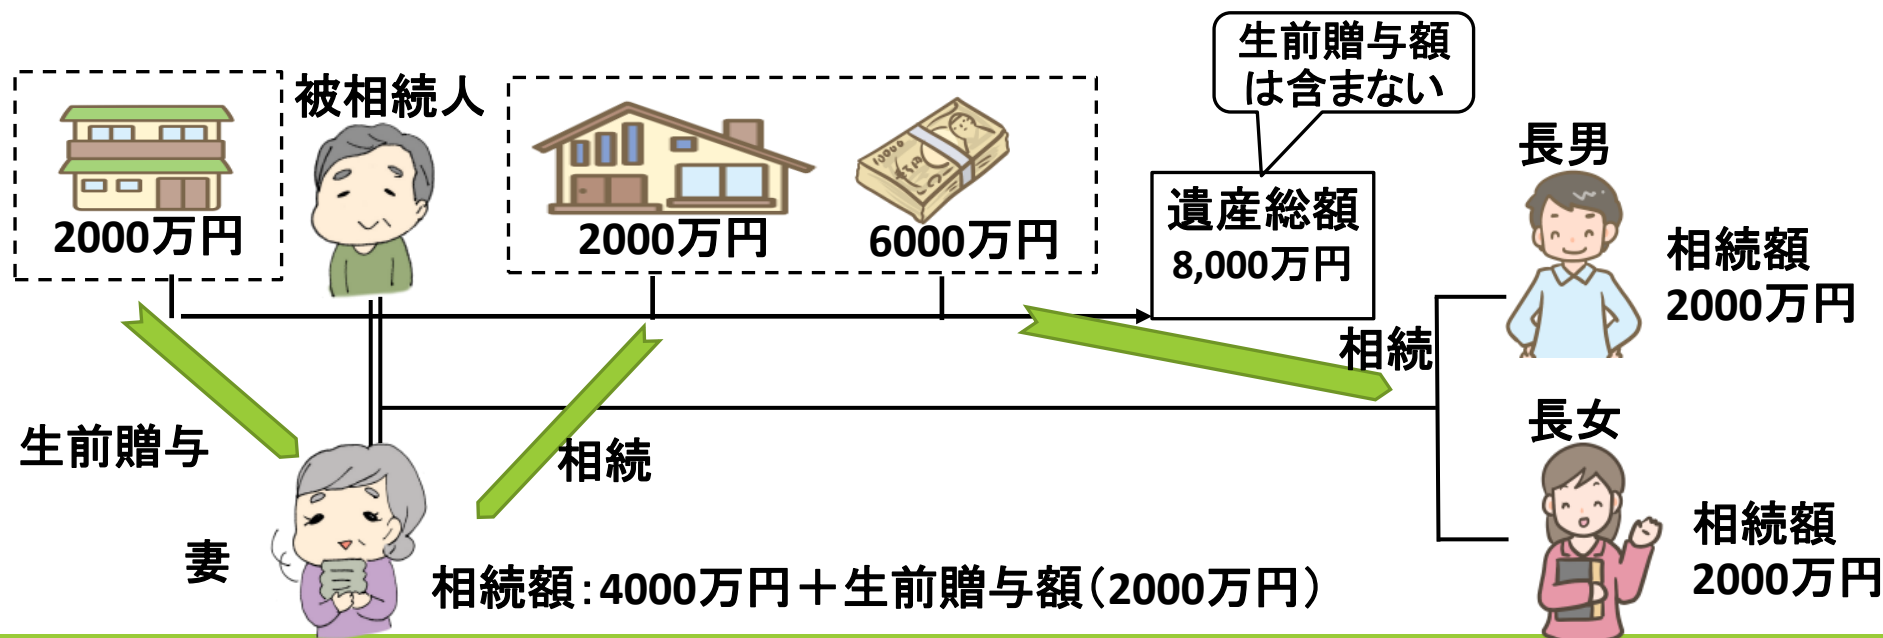 生前贈与額
は含まない
被相続人
2000万円
2000万円
6000万円
遺産総額
8,000万円
長男
相続額
2000万円
相続
生前贈与
相続
長女
相続額
2000万円
妻
相続額：4000万円＋生前贈与額（2000万円）